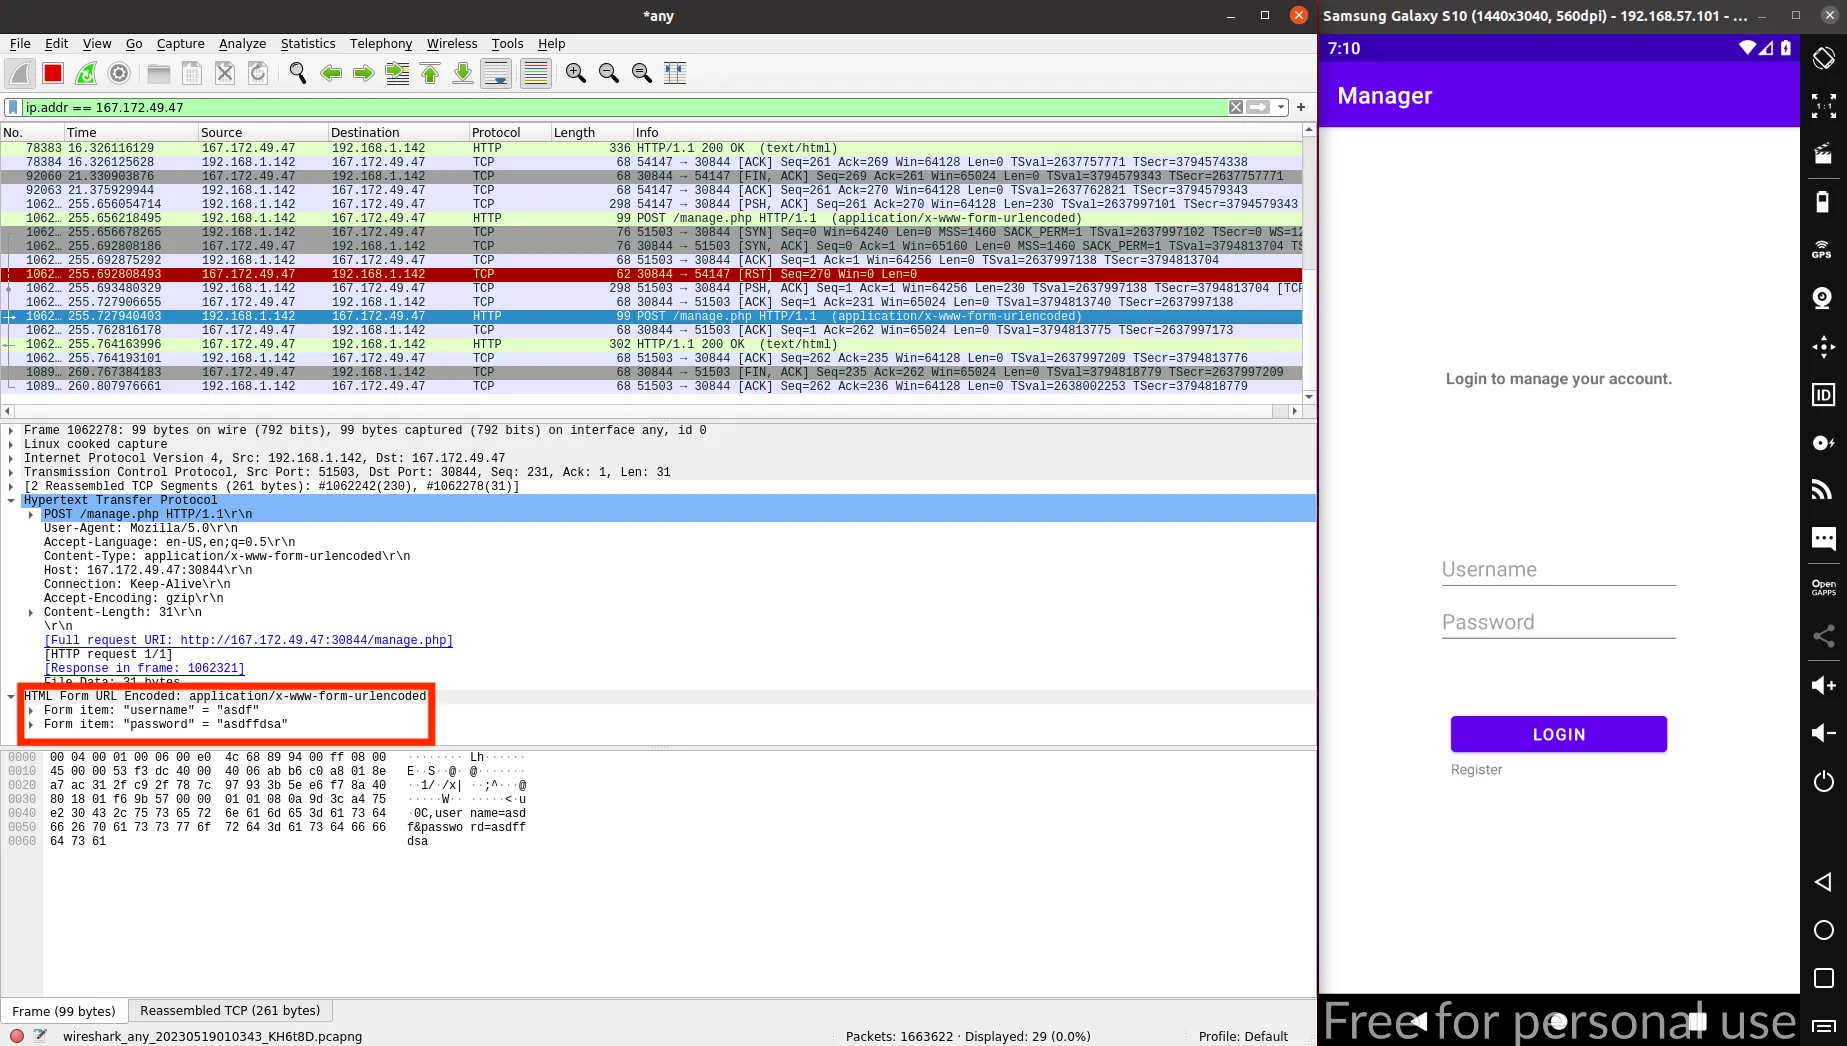 *any
File Edit View Go Capture Analyze Statistics Telephony Wireless Tools Help
ip.addr == 167.172.49.47
No. Time Source Destination Protocol Length Info
78383 16.326116129 167.172.49.47 192.168.1.142 HTTP 336 HTTP/1.1 200 OK (text/html)
78384 16.326125628 192.168.1.142 167.172.49.47 TCP 68 54147 → 30844 [ACK] Seq=261 Ack=269 Win=64128 Len=0 TSval=2637757771 TSecr=3794574338
92060 21.330903876 167.172.49.47 192.168.1.142 TCP 68 30844 → 54147 [FIN, ACK] Seq=269 Ack=261 Win=65024 Len=0 TSval=3794579343 TSecr=2637757771
92063 21.375929944 192.168.1.142 167.172.49.47 TCP 68 54147 → 30844 [ACK] Seq=261 Ack=270 Win=64128 Len=0 TSval=2637762821 TSecr=3794579343
1062… 255.656054714 192.168.1.142 167.172.49.47 TCP 298 54147 → 30844 [PSH, ACK] Seq=261 Ack=270 Win=64128 Len=230 TSval=2637997101 TSecr=3794579343
1062… 255.656218495 192.168.1.142 167.172.49.47 HTTP 99 POST /manage.php HTTP/1.1 (application/x-www-form-urlencoded)
1062… 255.656678265 192.168.1.142 167.172.49.47 TCP 76 51503 → 30844 [SYN] Seq=0 Win=64240 Len=0 MSS=1460 SACK_PERM=1 TSval=2637997102 TSecr=0 WS=12
1062… 255.692808186 167.172.49.47 192.168.1.142 TCP 76 30844 → 51503 [SYN, ACK] Seq=0 Ack=1 Win=65160 Len=0 MSS=1460 SACK_PERM=1 TSval=3794813704 TS
1062… 255.692875292 192.168.1.142 167.172.49.47 TCP 68 51503 → 30844 [ACK] Seq=1 Ack=1 Win=64256 Len=0 TSval=2637997138 TSecr=3794813704
1062… 255.692808493 167.172.49.47 192.168.1.142 TCP 62 30844 → 54147 [RST] Seq=270 Win=0 Len=0
1062… 255.693480329 192.168.1.142 167.172.49.47 TCP 298 51503 → 30844 [PSH, ACK] Seq=1 Ack=1 Win=64256 Len=230 TSval=2637997138 TSecr=3794813704 [TCP
1062… 255.727906655 167.172.49.47 192.168.1.142 TCP 68 30844 → 51503 [ACK] Seq=1 Ack=231 Win=65024 Len=0 TSval=3794813740 TSecr=2637997138
1062… 255.727940403 192.168.1.142 167.172.49.47 HTTP 99 POST /manage.php HTTP/1.1 (application/x-www-form-urlencoded)
1062… 255.762816178 167.172.49.47 192.168.1.142 TCP 68 30844 → 51503 [ACK] Seq=1 Ack=262 Win=65024 Len=0 TSval=3794813775 TSecr=2637997173
1062… 255.764163996 167.172.49.47 192.168.1.142 HTTP 302 HTTP/1.1 200 OK (text/html)
1062… 255.764193101 192.168.1.142 167.172.49.47 TCP 68 51503 → 30844 [ACK] Seq=262 Ack=235 Win=64128 Len=0 TSval=2637997209 TSecr=3794813776
1089… 260.767384183 167.172.49.47 192.168.1.142 TCP 68 30844 → 51503 [FIN, ACK] Seq=235 Ack=262 Win=65024 Len=0 TSval=3794818779 TSecr=2637997209
1089… 260.807976661 192.168.1.142 167.172.49.47 TCP 68 51503 → 30844 [ACK] Seq=262 Ack=236 Win=64128 Len=0 TSval=2638002253 TSecr=3794818779
Frame 1062278: 99 bytes on wire (792 bits), 99 bytes captured (792 bits) on interface any, id 0
Linux cooked capture
Internet Protocol Version 4, Src: 192.168.1.142, Dst: 167.172.49.47
Transmission Control Protocol, Src Port: 51503, Dst Port: 30844, Seq: 231, Ack: 1, Len: 31
[2 Reassembled TCP Segments (261 bytes): #1062242(230), #1062278(31)]
Hypertext Transfer Protocol
POST /manage.php HTTP/1.1\r\n
User-Agent: Mozilla/5.0\r\n
Accept-Language: en-US,en;q=0.5\r\n
Content-Type: application/x-www-form-urlencoded\r\n
Host: 167.172.49.47:30844\r\n
Connection: Keep-Alive\r\n
Accept-Encoding: gzip\r\n
Content-Length: 31\r\n
\r\n
[Full request URI: http://167.172.49.47:30844/manage.php]
[HTTP request 1/1]
[Response in frame: 1062321]
File Data: 31 bytes
HTML Form URL Encoded: application/x-www-form-urlencoded
Form item: "username" = "asdf"
Form item: "password" = "asdffdsa"
0000 00 04 00 01 00 06 00 e0 4c 68 89 94 00 ff 08 00 ········ Lh······
0010 45 00 00 53 f3 dc 40 00 40 06 ab b6 c0 a8 01 8e E··S··@· @·······
0020 a7 ac 31 2f c9 2f 78 7c 97 93 3b 5e e6 f7 8a 40 ··1/·/x| ··;^···@
0030 80 18 01 f6 9b 57 00 00 01 01 08 0a 9d 3c a4 75 ·····W·· ·····<·u
0040 e2 30 43 2c 75 73 65 72 6e 61 6d 65 3d 61 73 64 ·0C,user name=asd
0050 66 26 70 61 73 73 77 6f 72 64 3d 61 73 64 66 66 f&passwo rd=asdff
0060 64 73 61 dsa
Frame (99 bytes) Reassembled TCP (261 bytes)
wireshark_any_20230519010343_KH6t8D.pcapng Packets: 1663622 · Displayed: 29 (0.0%) Profile: Default
Samsung Galaxy S10 (1440x3040, 560dpi) - 192.168.57.101 - ...
7:10
Manager
Login to manage your account.
Username
Password
LOGIN
Register
Free for personal use
1:1
GPS
ID
Open
GAPPS